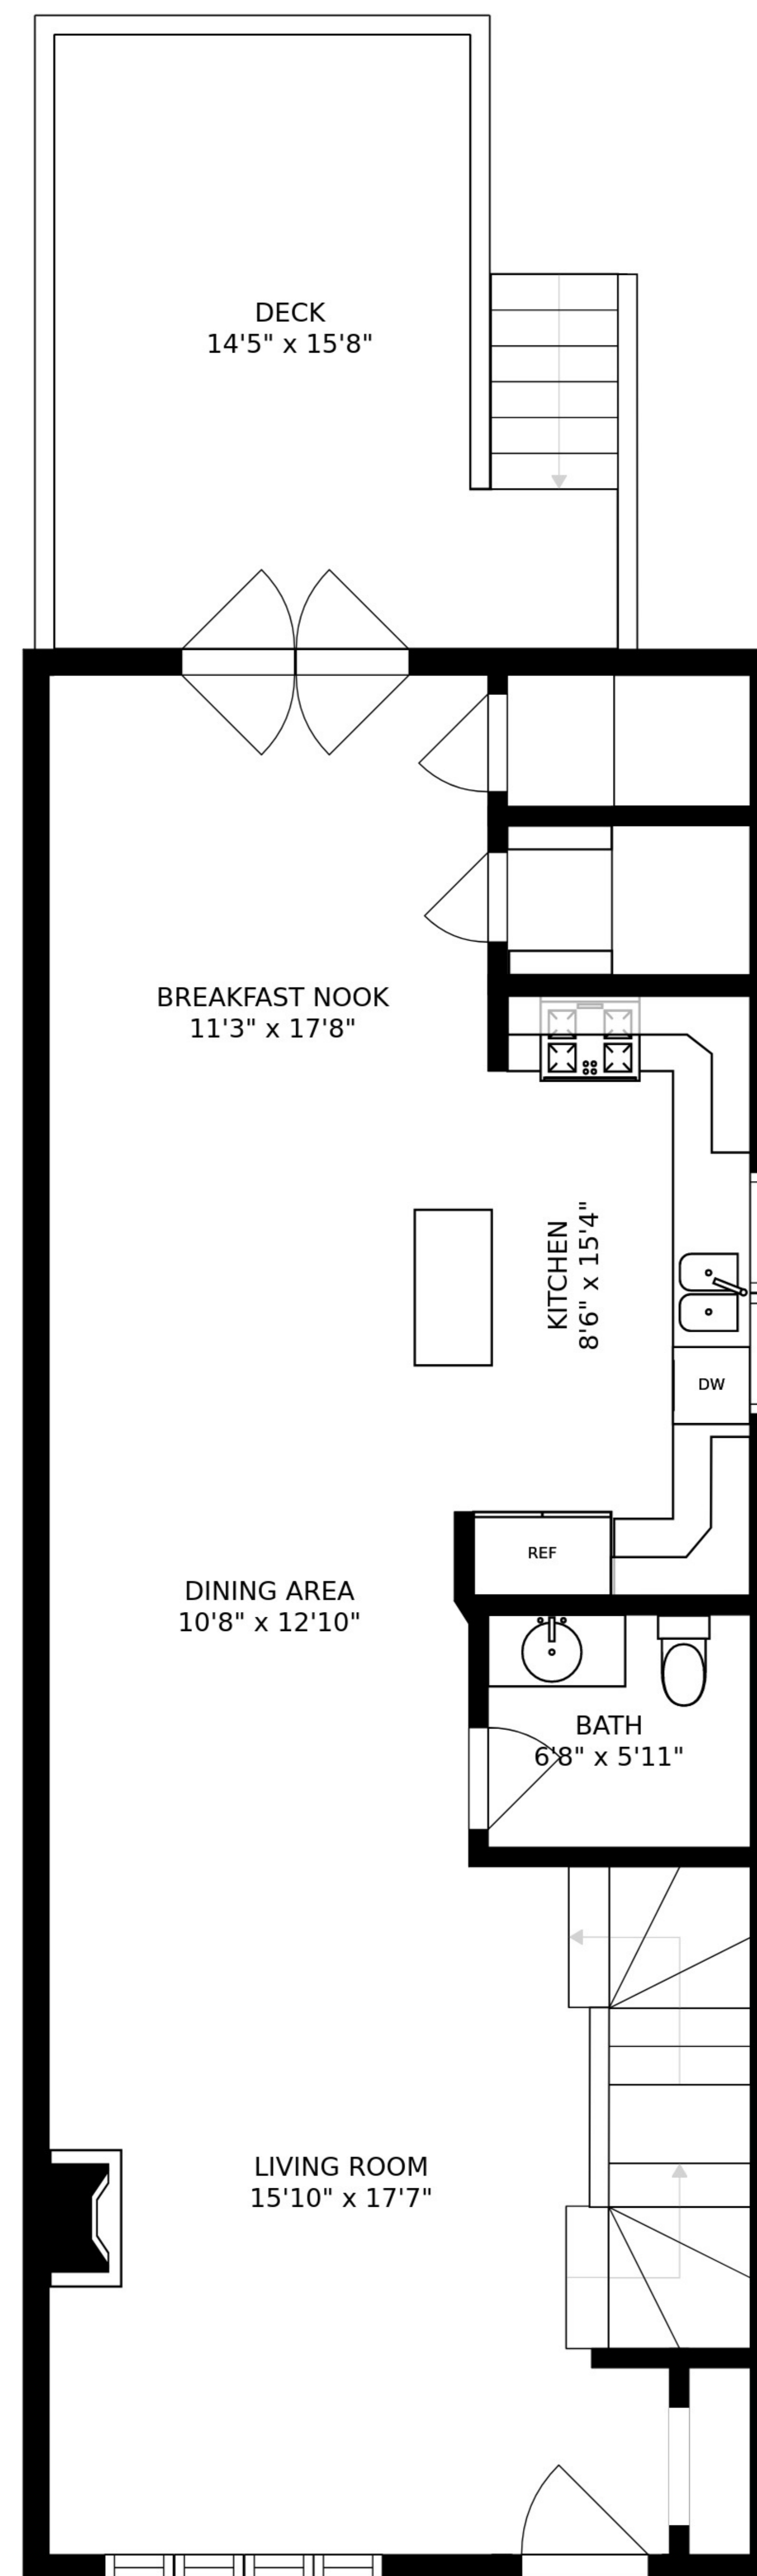 DECK
14'5" x 15'8"
BREAKFAST NOOK
11'3" x 17'8"
KITCHEN
8'6" x 15'4"
DW
REF
DINING AREA
10'8" x 12'10"
BATH
6'8" x 5'11"
LIVING ROOM
15'10" x 17'7"